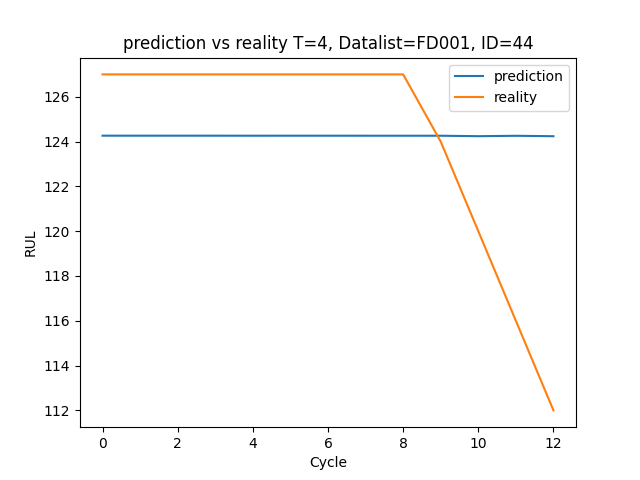 prediction vs reality T=4, Datalist=FD001, ID=44
prediction
reality
126
124
122
120
118
116
114
112
RUL
0 2 4 6 8 10 12
Cycle